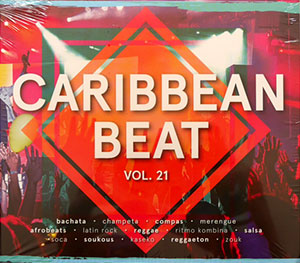 CARIBBEAN
BEAT
VOL. 21
bachata • champeta • compas • merengue
afrobeats • latin rock • reggae • ritmo kombina • salsa
soca • soukous • kaseko • reggaeton • zouk